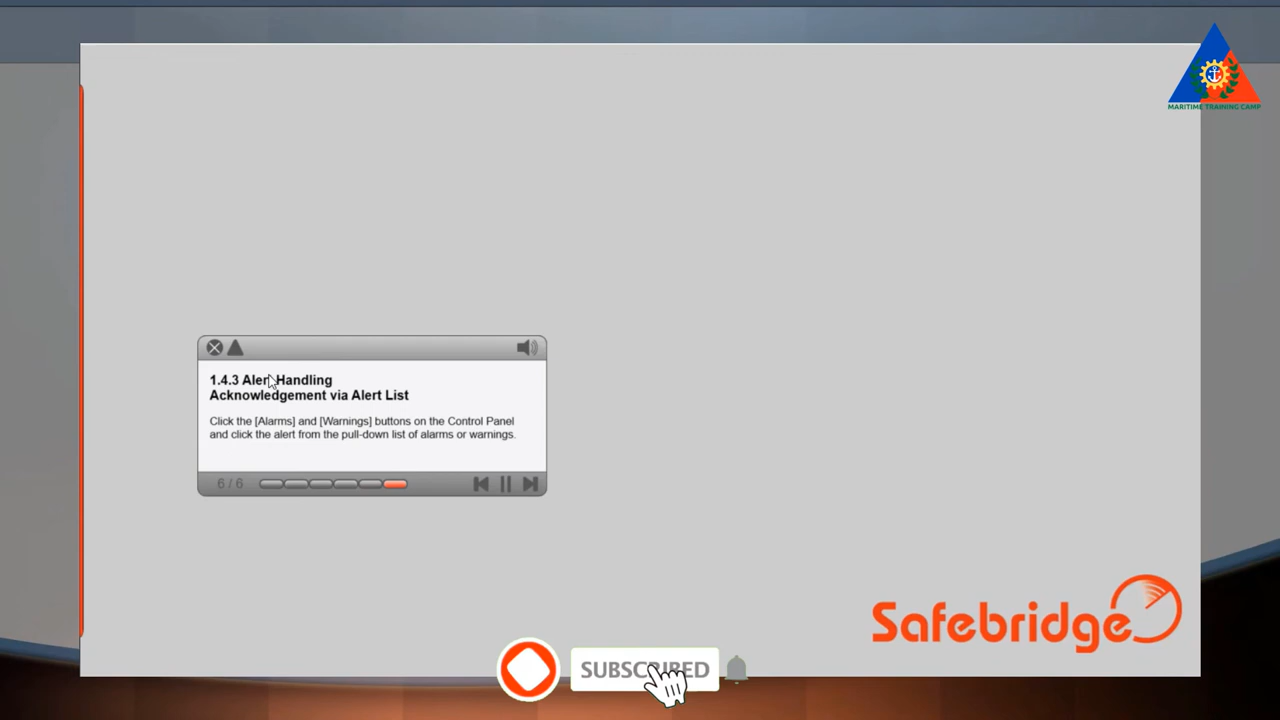 MARITIME TRAINING CAMP
1.4.3 Alert Handling
Acknowledgement via Alert List
Click the [Alarms] and [Warnings] buttons on the Control Panel
and click the alert from the pull-down list of alarms or warnings.
6 / 6
Safebridge
SUBSCRIBED